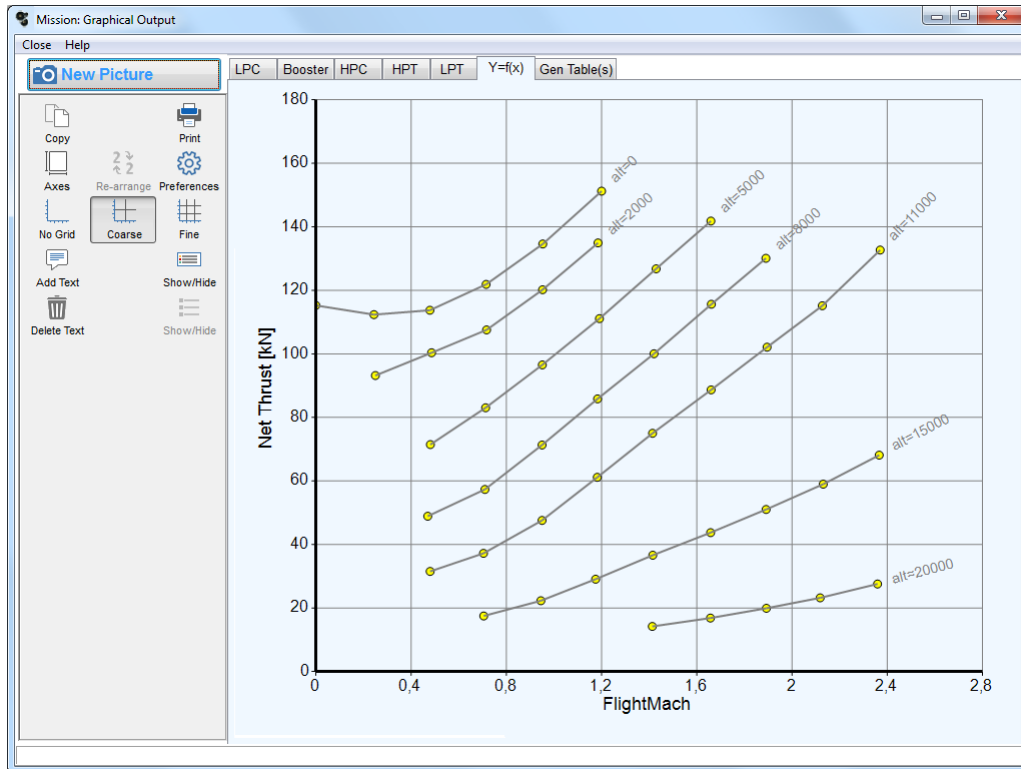 Mission: Graphical Output
Close Help
New Picture
LPC Booster HPC HPT LPT Y=f(x) Gen Table(s)
Copy Print
Axes Re-arrange Preferences
No Grid Coarse Fine
Add Text Show/Hide
Delete Text Show/Hide
180
160
140
120
100
80
60
40
20
0
Net Thrust [kN]
alt=0
alt=2000
alt=5000
alt=8000
alt=11000
alt=15000
alt=20000
0 0,4 0,8 1,2 1,6 2 2,4 2,8
FlightMach